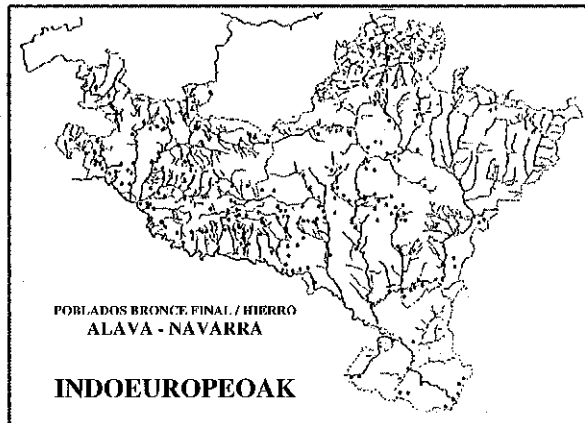 POBLADOS BRONCE FINAL / HIERRO
ALAVA - NAVARRA
INDOEUROPEOAK